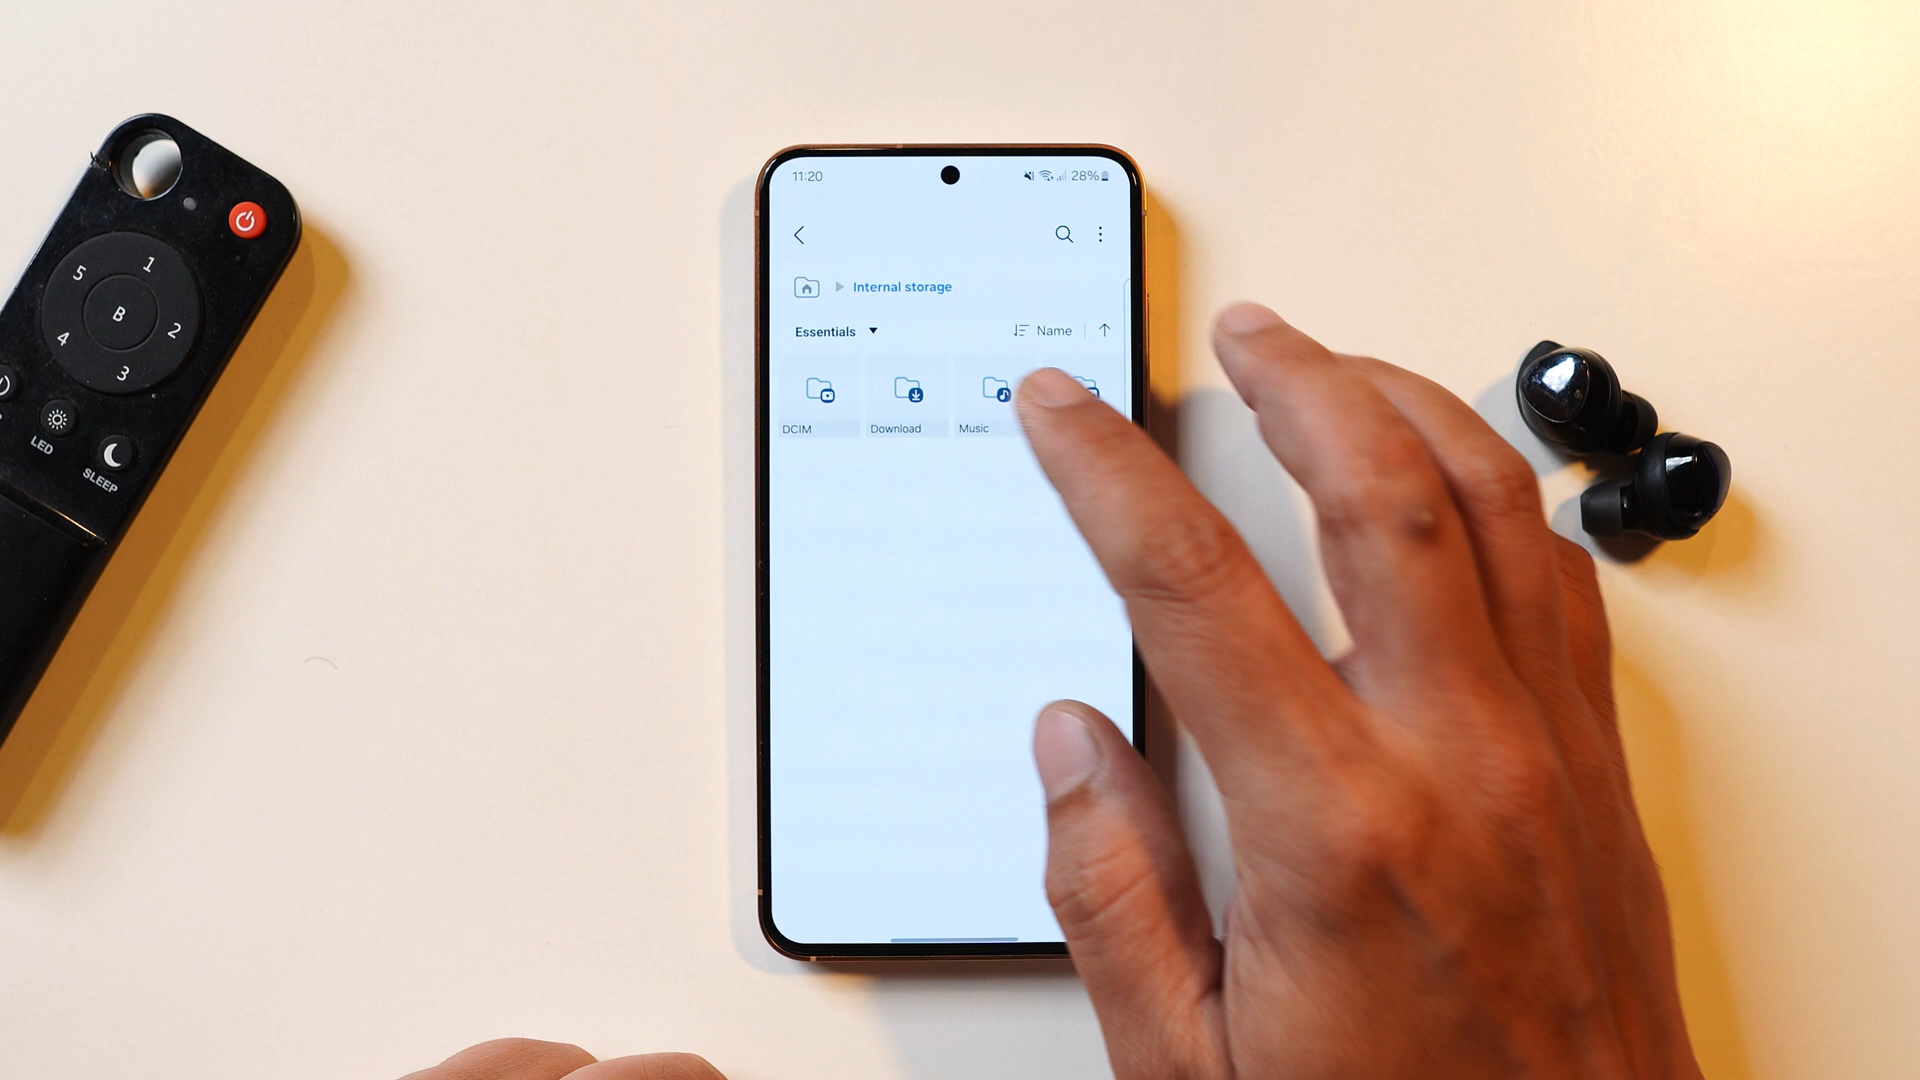 11:20
28%
Internal storage
Essentials
Name
DCIM
Download
Music
1
5
B
2
4
3
LED
SLEEP